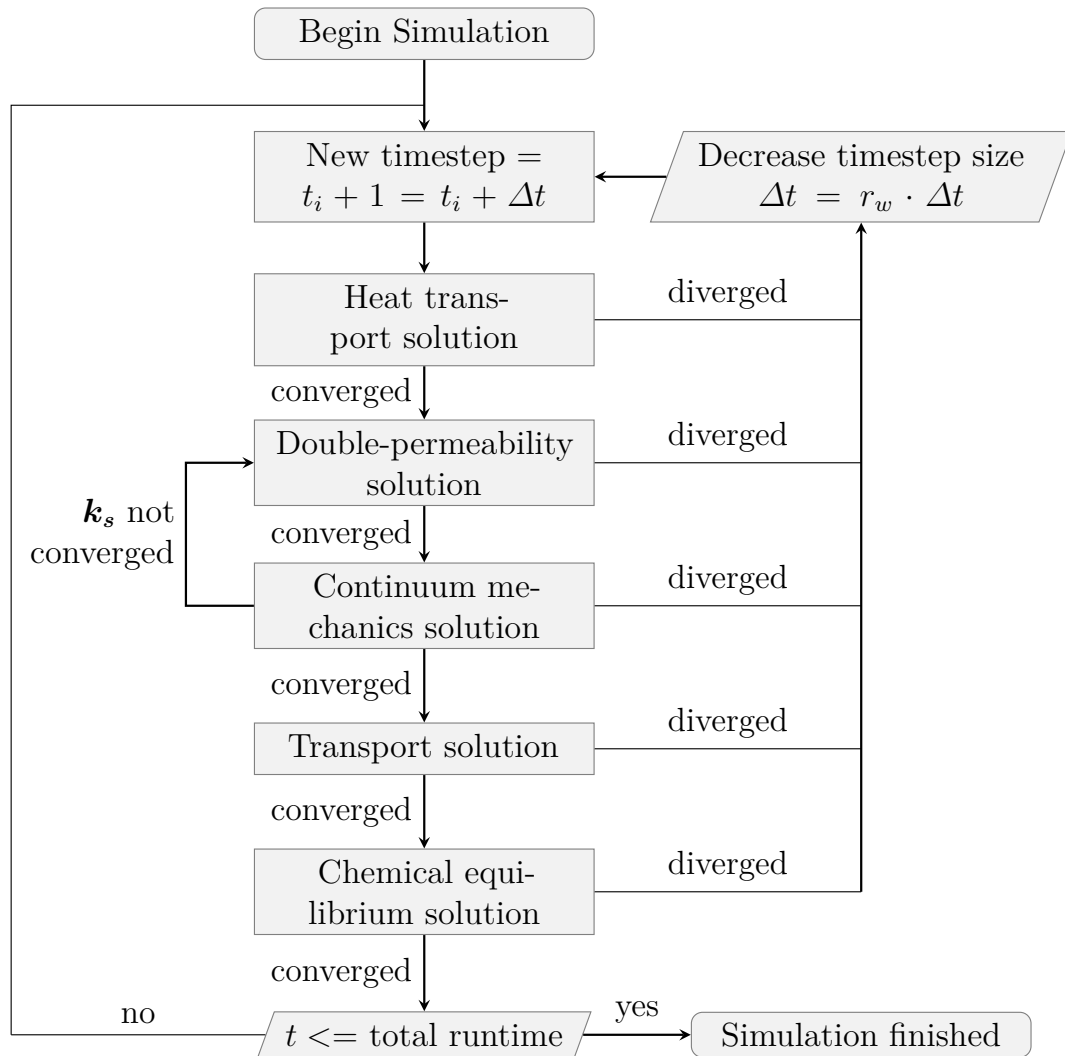 Begin Simulation
New timestep =
t_i + 1 = t_i + Δt
Decrease timestep size
Δt = r_w · Δt
Heat trans-
port solution
diverged
converged
Double-permeability
solution
diverged
k_s not
converged
converged
Continuum me-
chanics solution
diverged
converged
Transport solution
diverged
converged
Chemical equi-
librium solution
diverged
converged
no
t <= total runtime
yes
Simulation finished